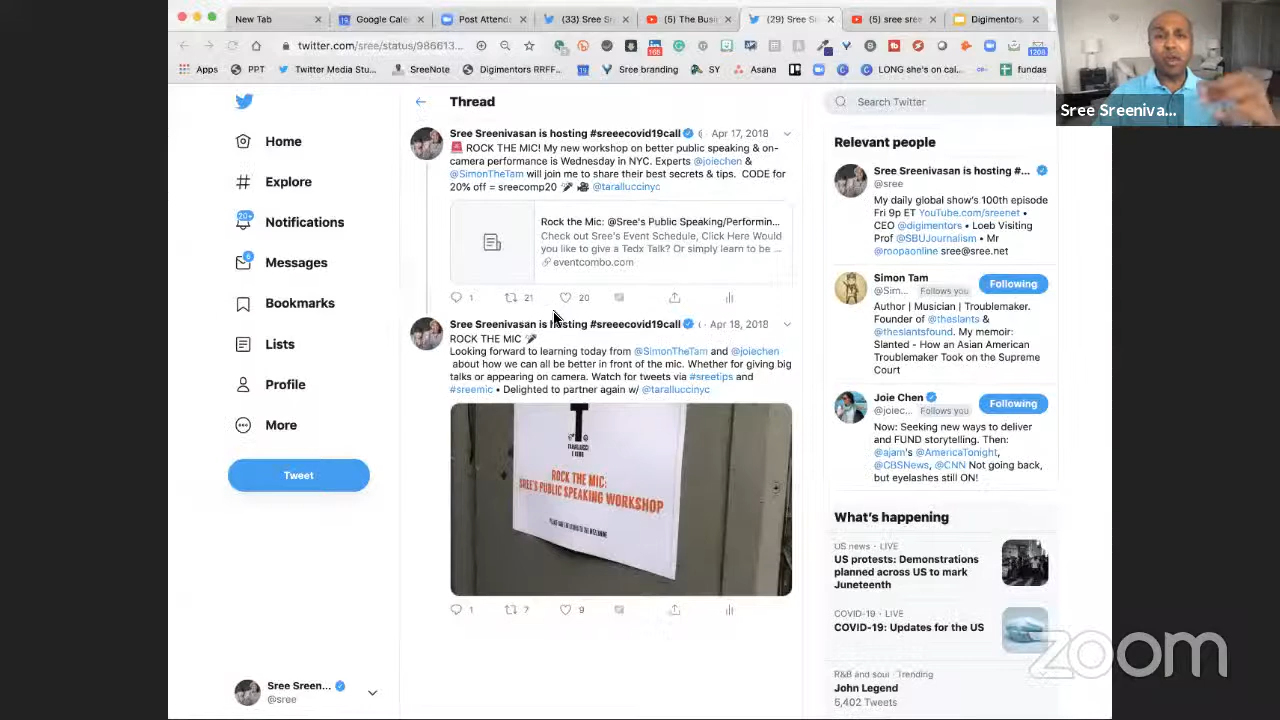 New Tab
Google Cale
Post Attende
(33) Sree Sr
(5) The Busi
(29) Sree S
(5) sree sree
Digimentors
twitter.com/sree/status/986613...
Apps
PPT
Twitter Media Stu...
SreeNote
Digimentors RRFF...
Sree branding
SY
Asana
LONG she's on cal...
fundas
Sree Sreeniva...
Home
Explore
20+
Notifications
6
Messages
Bookmarks
Lists
Profile
More
Tweet
Sree Sreen...
@sree
Thread
Sree Sreenivasan is hosting #sreeecovid19call · Apr 17, 2018
ROCK THE MIC! My new workshop on better public speaking & on-
camera performance is Wednesday in NYC. Experts @joiechen &
@SimonTheTam will join me to share their best secrets & tips. CODE for
20% off = sreecomp20 @taralluccinyc
Rock the Mic: @Sree's Public Speaking/Performin...
Check out Sree's Event Schedule, Click Here Would
you like to give a Tedx Talk? Or simply learn to be ...
eventcombo.com
1 21 20
Sree Sreenivasan is hosting #sreeecovid19call · Apr 18, 2018
ROCK THE MIC
Looking forward to learning today from @SimonTheTam and @joiechen
about how we can all be better in front of the mic. Whether for giving big
talks or appearing on camera. Watch for tweets via #sreetips and
#sreemic • Delighted to partner again w/ @taralluccinyc
T
ROCK THE MIC:
SREE'S PUBLIC SPEAKING WORKSHOP
1 7 9
Search Twitter
Relevant people
Sree Sreenivasan is hosting #...
@sree
My daily global show's 100th episode
Fri 9p ET YouTube.com/sreenet •
CEO @digimentors • Loeb Visiting
Prof @SBUJournalism • Mr
@roopaonline sree@sree.net
Simon Tam
@Sim... Follows you
Following
Author | Musician | Troublemaker.
Founder of @theslants &
@theslantsfound. My memoir:
Slanted - How an Asian American
Troublemaker Took on the Supreme
Court
Joie Chen
@joiec... Follows you
Following
Now: Seeking new ways to deliver
and FUND storytelling. Then:
@ajam's @AmericaTonight,
@CBSNews, @CNN Not going back,
but eyelashes still ON!
What's happening
US news · LIVE
US protests: Demonstrations
planned across US to mark
Juneteenth
COVID-19 · LIVE
COVID-19: Updates for the US
R&B and soul · Trending
John Legend
5,402 Tweets
zoom